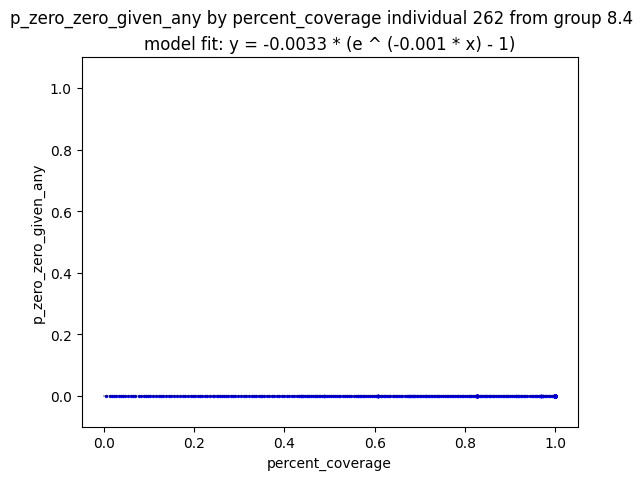 p_zero_zero_given_any by percent_coverage individual 262 from group 8.4
model fit: y = -0.0033 * (e ^ (-0.001 * x) - 1)
1.0
0.8
0.6
0.4
0.2
0.0
p_zero_zero_given_any
0.0 0.2 0.4 0.6 0.8 1.0
percent_coverage